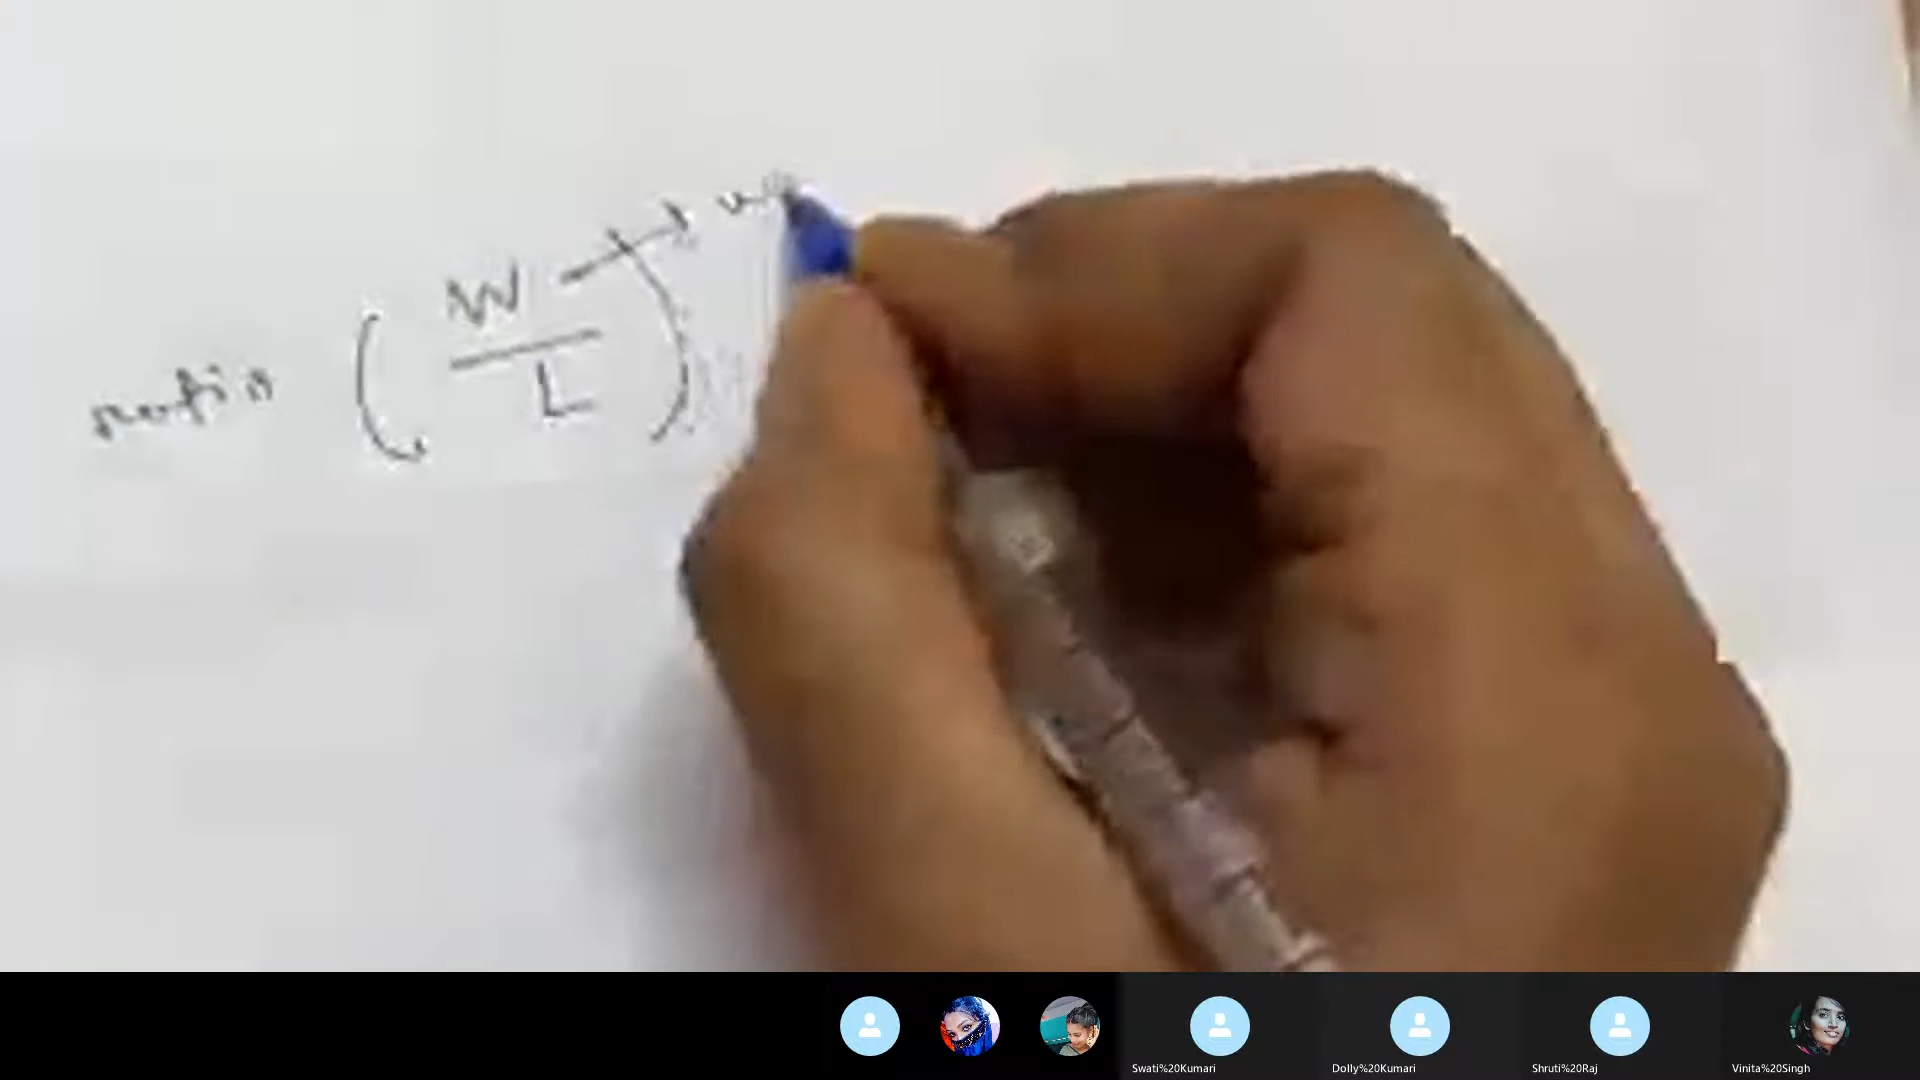 ratio ( W / L ) →
Swati%20Kumari Dolly%20Kumari Shruti%20Raj Vinita%20Singh